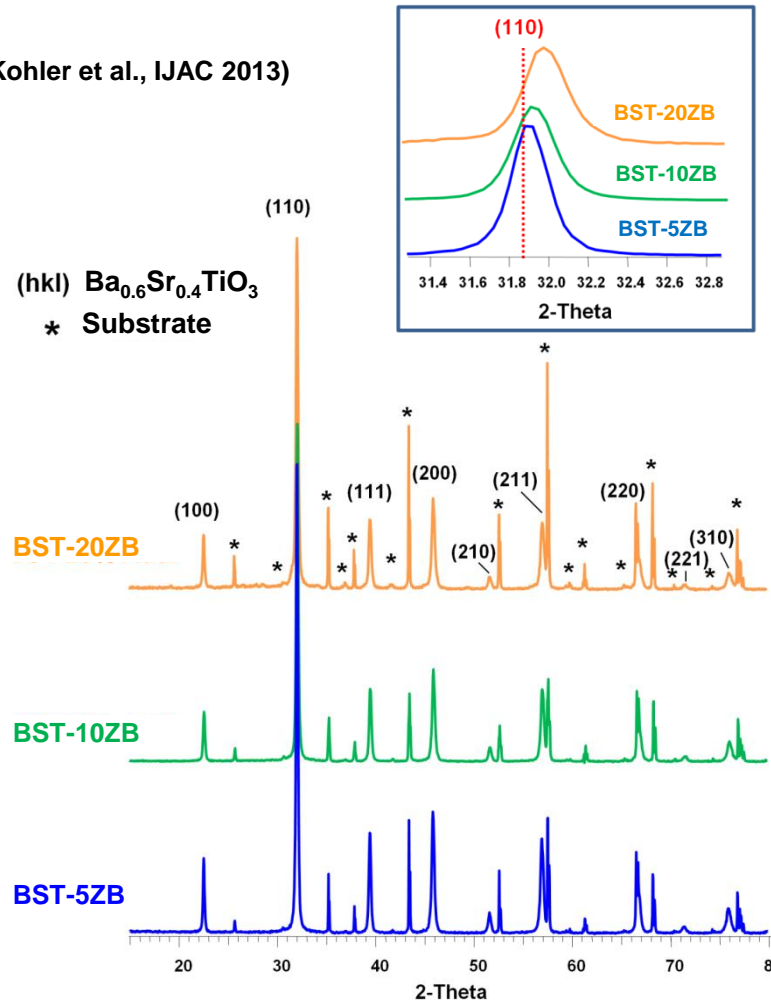 Kohler et al., IJAC 2013)
(110)
BST-20ZB
BST-10ZB
BST-5ZB
31.4 31.6 31.8 32.0 32.2 32.4 32.6 32.8
2-Theta
(110)
(hkl) Ba0.6Sr0.4TiO3
* Substrate
(100) * * * * * (111) * * (200) (210) * (211) * * * * (220) * * (221) * (310) *
BST-20ZB
BST-10ZB
BST-5ZB
20 30 40 50 60 70 8
2-Theta